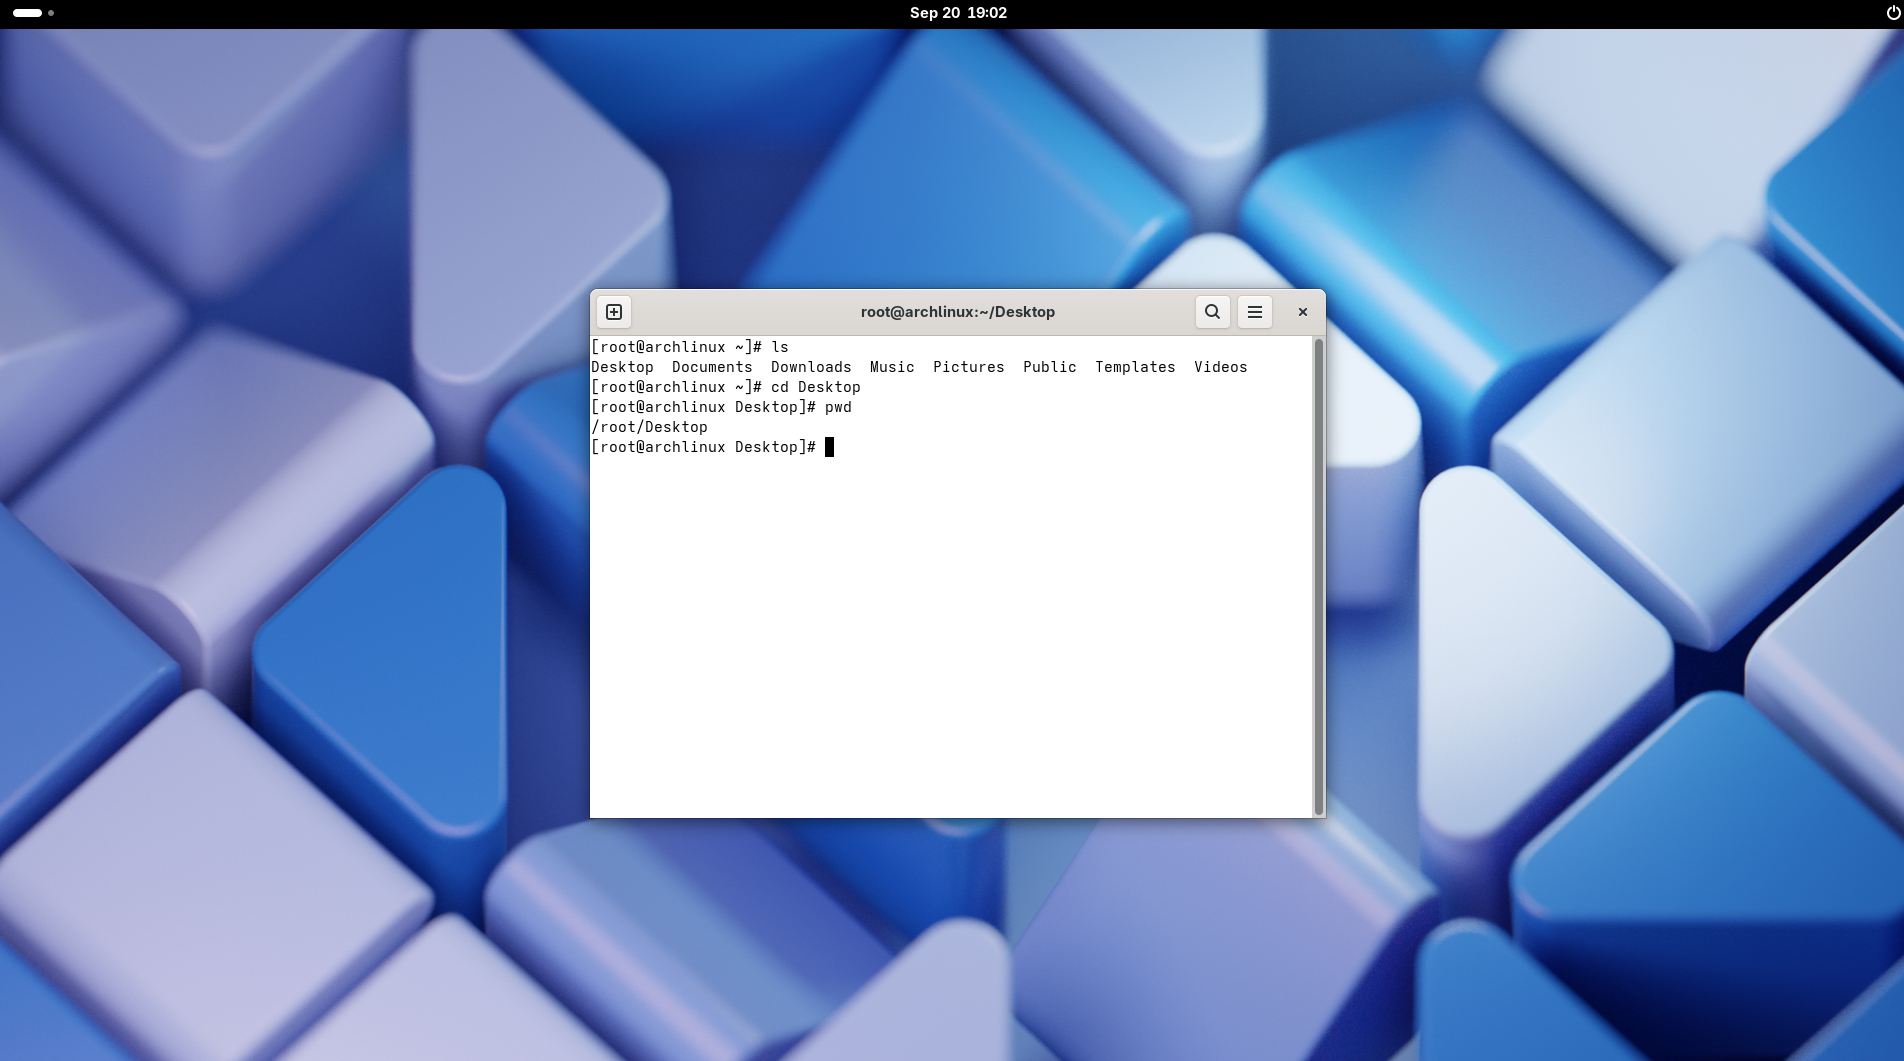 Sep 20 19:02
root@archlinux:~/Desktop
[root@archlinux ~]# ls
Desktop  Documents  Downloads  Music  Pictures  Public  Templates  Videos
[root@archlinux ~]# cd Desktop
[root@archlinux Desktop]# pwd
/root/Desktop
[root@archlinux Desktop]#